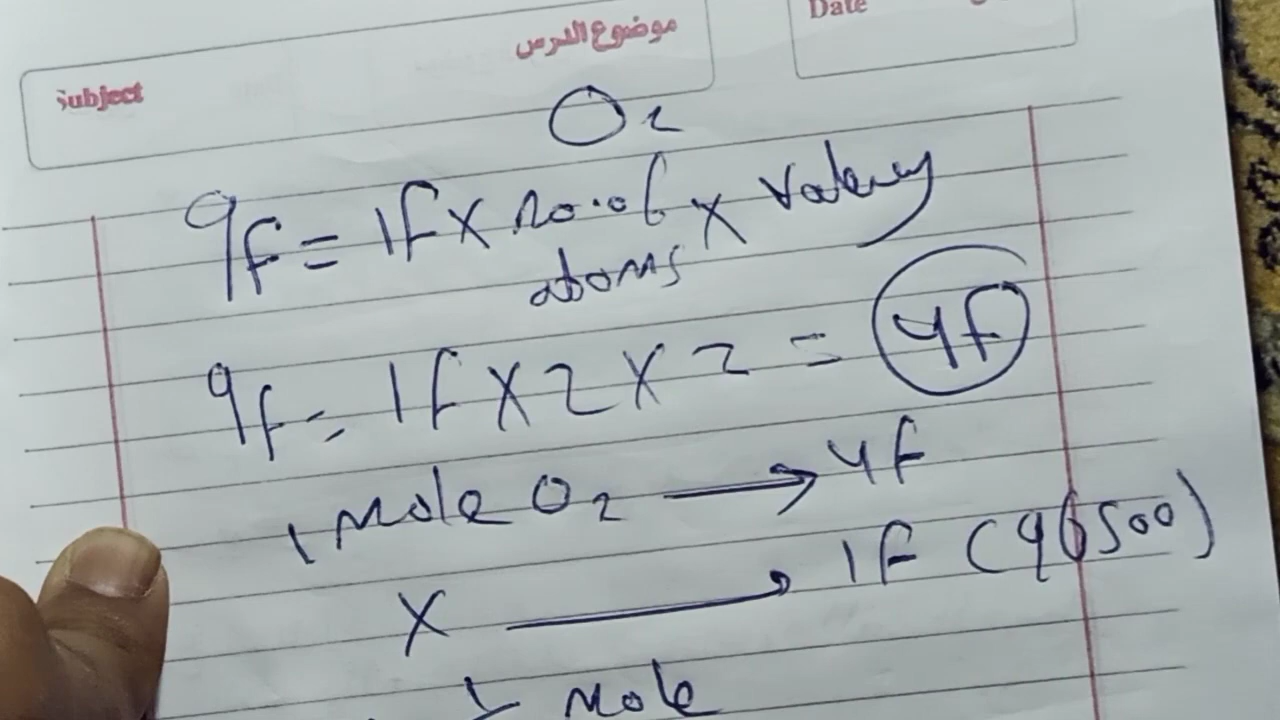 Subject موضوع الدرس Date
O₂
qF = 1F × no. of atoms × valency
qF = 1F × 2 × 2 = 4F
1 mole O₂ → 4F
X → 1F (96500)
mole